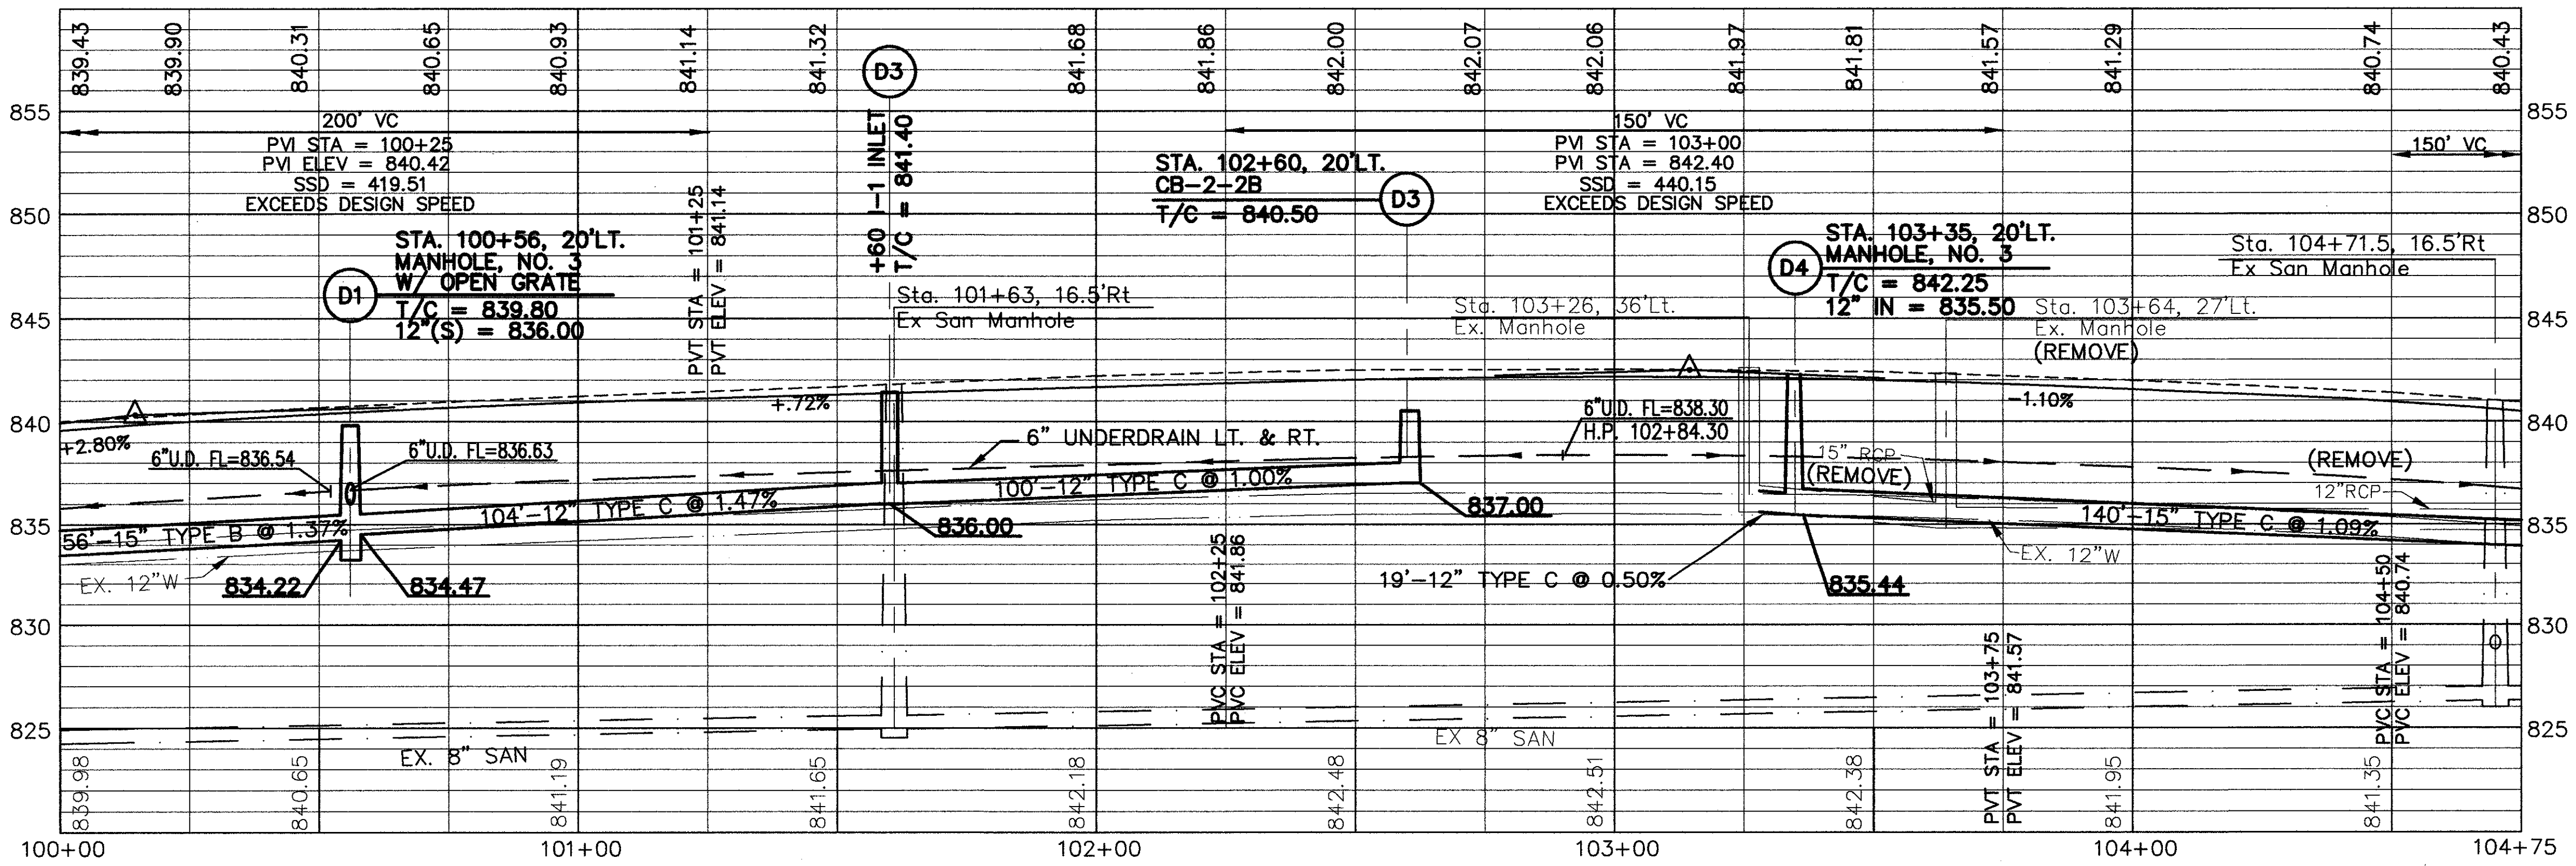 839.43
839.90
840.31
840.65
840.93
841.14
841.32
841.68
841.86
842.00
842.07
842.06
841.97
841.81
841.57
841.29
840.74
840.43
D3
855
855
200' VC
PVI STA = 100+25
PVI ELEV = 840.42
SSD = 419.51
EXCEEDS DESIGN SPEED
+60 I-1 INLET
T/C = 841.40
150' VC
PVI STA = 103+00
PVI STA = 842.40
SSD = 440.15
EXCEEDS DESIGN SPEED
150' VC
STA. 102+60, 20'LT.
CB-2-2B
T/C = 840.50
D3
850
850
PVT STA = 101+25
PVT ELEV = 841.14
STA. 100+56, 20'LT.
MANHOLE, NO. 3
W/ OPEN GRATE
T/C = 839.80
12"(S) = 836.00
D1
STA. 103+35, 20'LT.
MANHOLE, NO. 3
T/C = 842.25
12" IN = 835.50
D4
Sta. 104+71.5, 16.5'Rt
Ex San Manhole
Sta. 101+63, 16.5'Rt
Ex San Manhole
Sta. 103+26, 36'Lt.
Ex. Manhole
Sta. 103+64, 27'Lt.
Ex. Manhole
(REMOVE)
845
845
840
840
+2.80%
+.72%
-1.10%
6"U.D. FL=836.54
6"U.D. FL=836.63
6" UNDERDRAIN LT. & RT.
6"U.D. FL=838.30
H.P. 102+84.30
15" RCP
(REMOVE)
(REMOVE)
12"RCP
835
835
56'-15" TYPE B @ 1.37%
104'-12" TYPE C @ 1.47%
100'-12" TYPE C @ 1.00%
140'-15" TYPE C @ 1.09%
836.00
837.00
EX. 12"W
834.22
834.47
19'-12" TYPE C @ 0.50%
835.44
EX. 12"W
PVC STA = 102+25
PVC ELEV = 841.86
PVT STA = 103+75
PVT ELEV = 841.57
PVC STA = 104+50
PVC ELEV = 840.74
830
830
825
825
EX. 8" SAN
EX 8" SAN
839.98
840.65
841.19
841.65
842.18
842.48
842.51
842.38
841.95
841.35
100+00
101+00
102+00
103+00
104+00
104+75